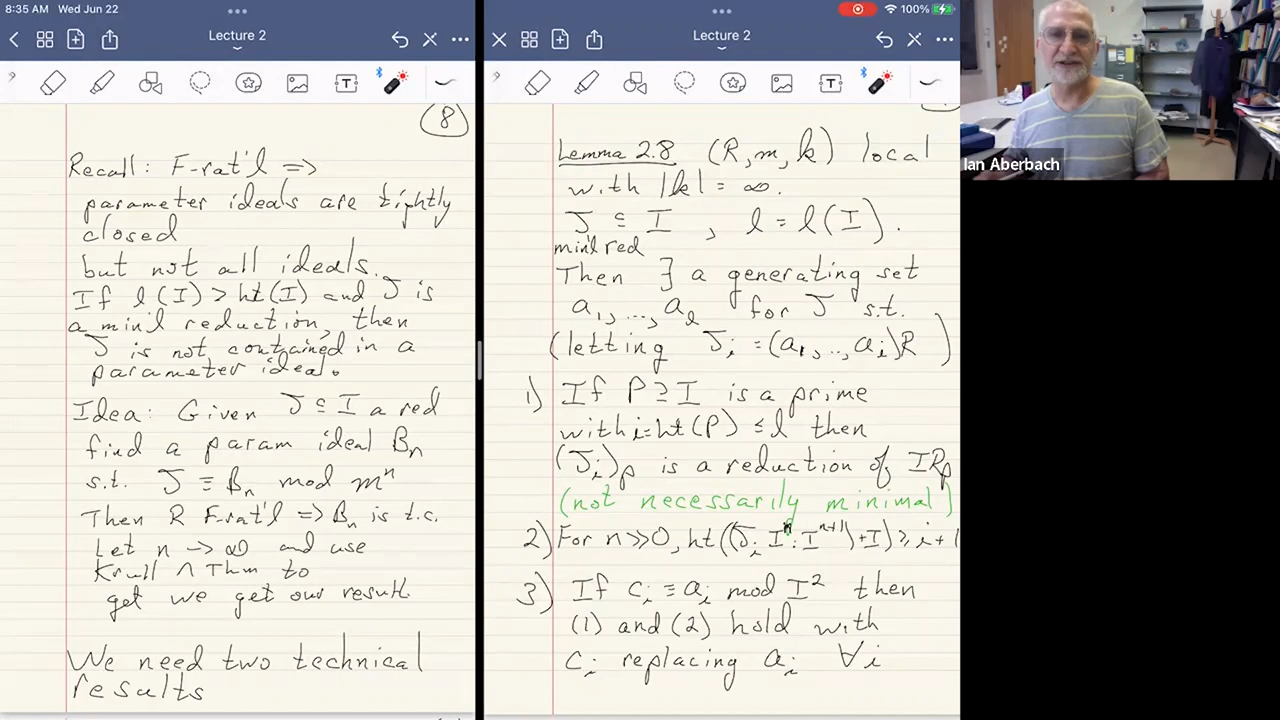 8:35 AM Wed Jun 22
100%
Lecture 2
Lecture 2
T
T
8
Recall: F-rat'l =>
parameter ideals are tightly
closed
but not all ideals.
If l(I) > ht(I) and J is
a min'l reduction, then
J is not contained in a
parameter ideal.
Idea: Given J ⊆ I a red
find a param ideal Bn
s.t. J ≡ Bn mod m^n
Then R F-rat'l => Bn is t.c.
Let n -> ∞ and use
Krull ∩ Thm to
get we get our result.
We need two technical
results
Lemma 2.8 (R, m, k) local
with |k| = ∞.
J ⊆ I , l = l(I).
min'l red
Then ∃ a generating set
a₁, ..., a_l for J s.t.
(letting J_i = (a₁, .., a_i)R )
1) If P ⊇ I is a prime
with i = ht(P) ≤ l then
(J_i)_P is a reduction of IR_P
(not necessarily minimal)
2) For n >> 0, ht((J_i I^n : I^{n+1}) + I) ≥ i + 1
3) If c_i ≡ a_i mod I² then
(1) and (2) hold with
c_i replacing a_i ∀i
Ian Aberbach